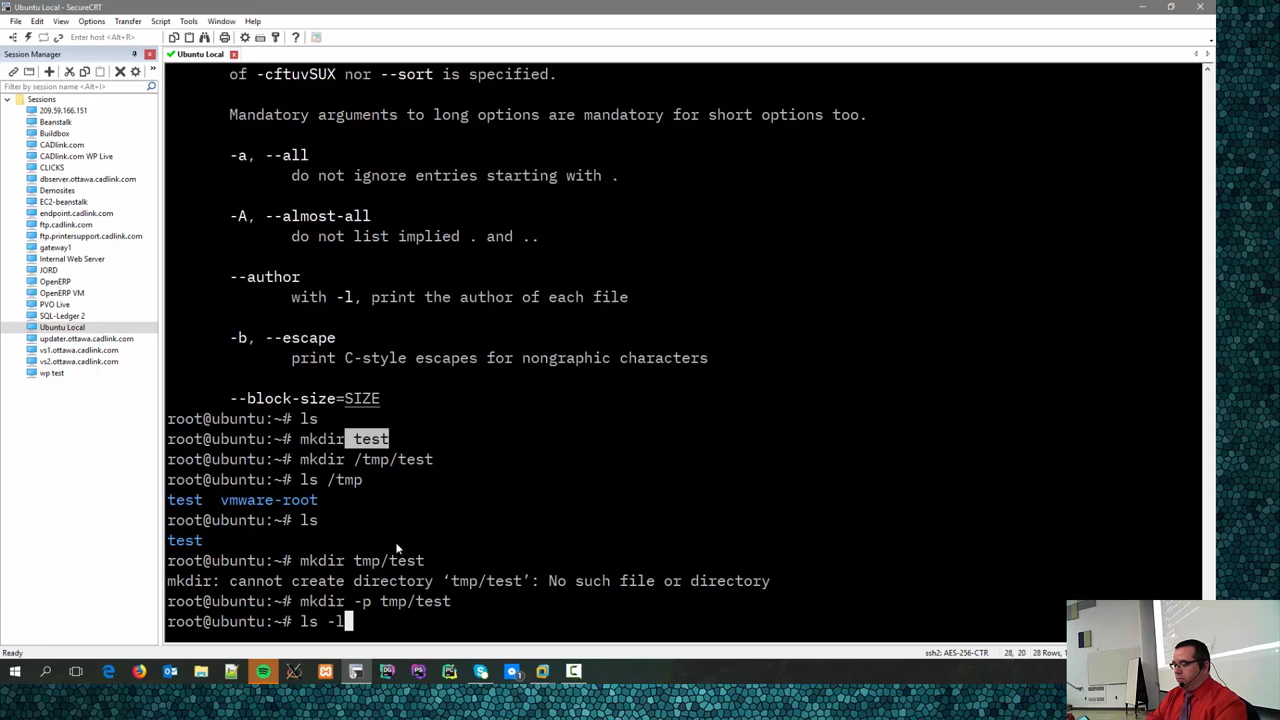 Ubuntu Local - SecureCRT
File Edit View Options Transfer Script Tools Window Help
Enter host <Alt+R>
Session Manager
Ubuntu Local
Filter by session name <Alt+I>
Sessions
209.59.166.151
Beanstalk
Buildbox
CADlink.com
CADlink.com WP Live
CLICKS
dbserver.ottawa.cadlink.com
Demosites
EC2-beanstalk
endpoint.cadlink.com
ftp.cadlink.com
ftp.printersupport.cadlink.com
gateway1
Internal Web Server
JORD
OpenERP
OpenERP VM
PVO Live
SQL-Ledger 2
Ubuntu Local
updater.ottawa.cadlink.com
vs1.ottawa.cadlink.com
vs2.ottawa.cadlink.com
wp test
of -cftuvSUX nor --sort is specified.
Mandatory arguments to long options are mandatory for short options too.
-a, --all
do not ignore entries starting with .
-A, --almost-all
do not list implied . and ..
--author
with -l, print the author of each file
-b, --escape
print C-style escapes for nongraphic characters
--block-size=SIZE
root@ubuntu:~# ls
root@ubuntu:~# mkdir test
root@ubuntu:~# mkdir /tmp/test
root@ubuntu:~# ls /tmp
test vmware-root
root@ubuntu:~# ls
test
root@ubuntu:~# mkdir tmp/test
mkdir: cannot create directory ‘tmp/test’: No such file or directory
root@ubuntu:~# mkdir -p tmp/test
root@ubuntu:~# ls -l
Ready
ssh2: AES-256-CTR
28, 20
28 Rows,